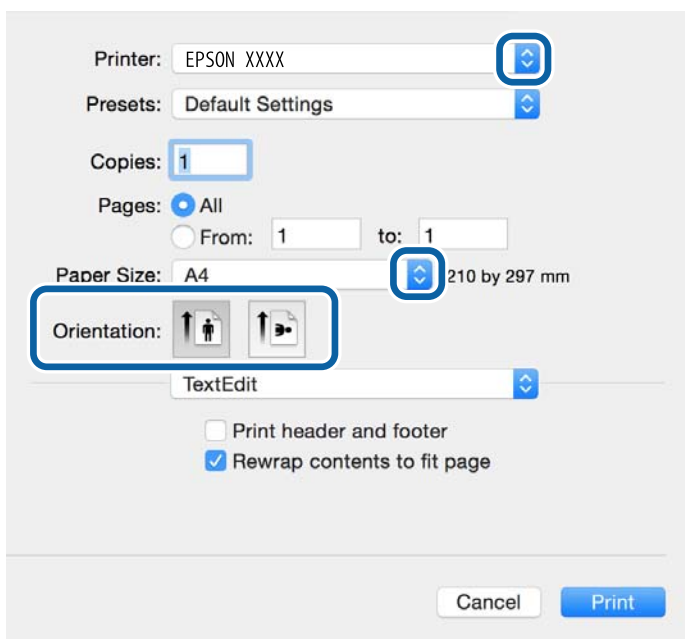 Printer: EPSON XXXX
Presets: Default Settings
Copies: 1
Pages: All
From: 1 to: 1
Paper Size: A4 210 by 297 mm
Orientation:
TextEdit
Print header and footer
Rewrap contents to fit page
Cancel Print